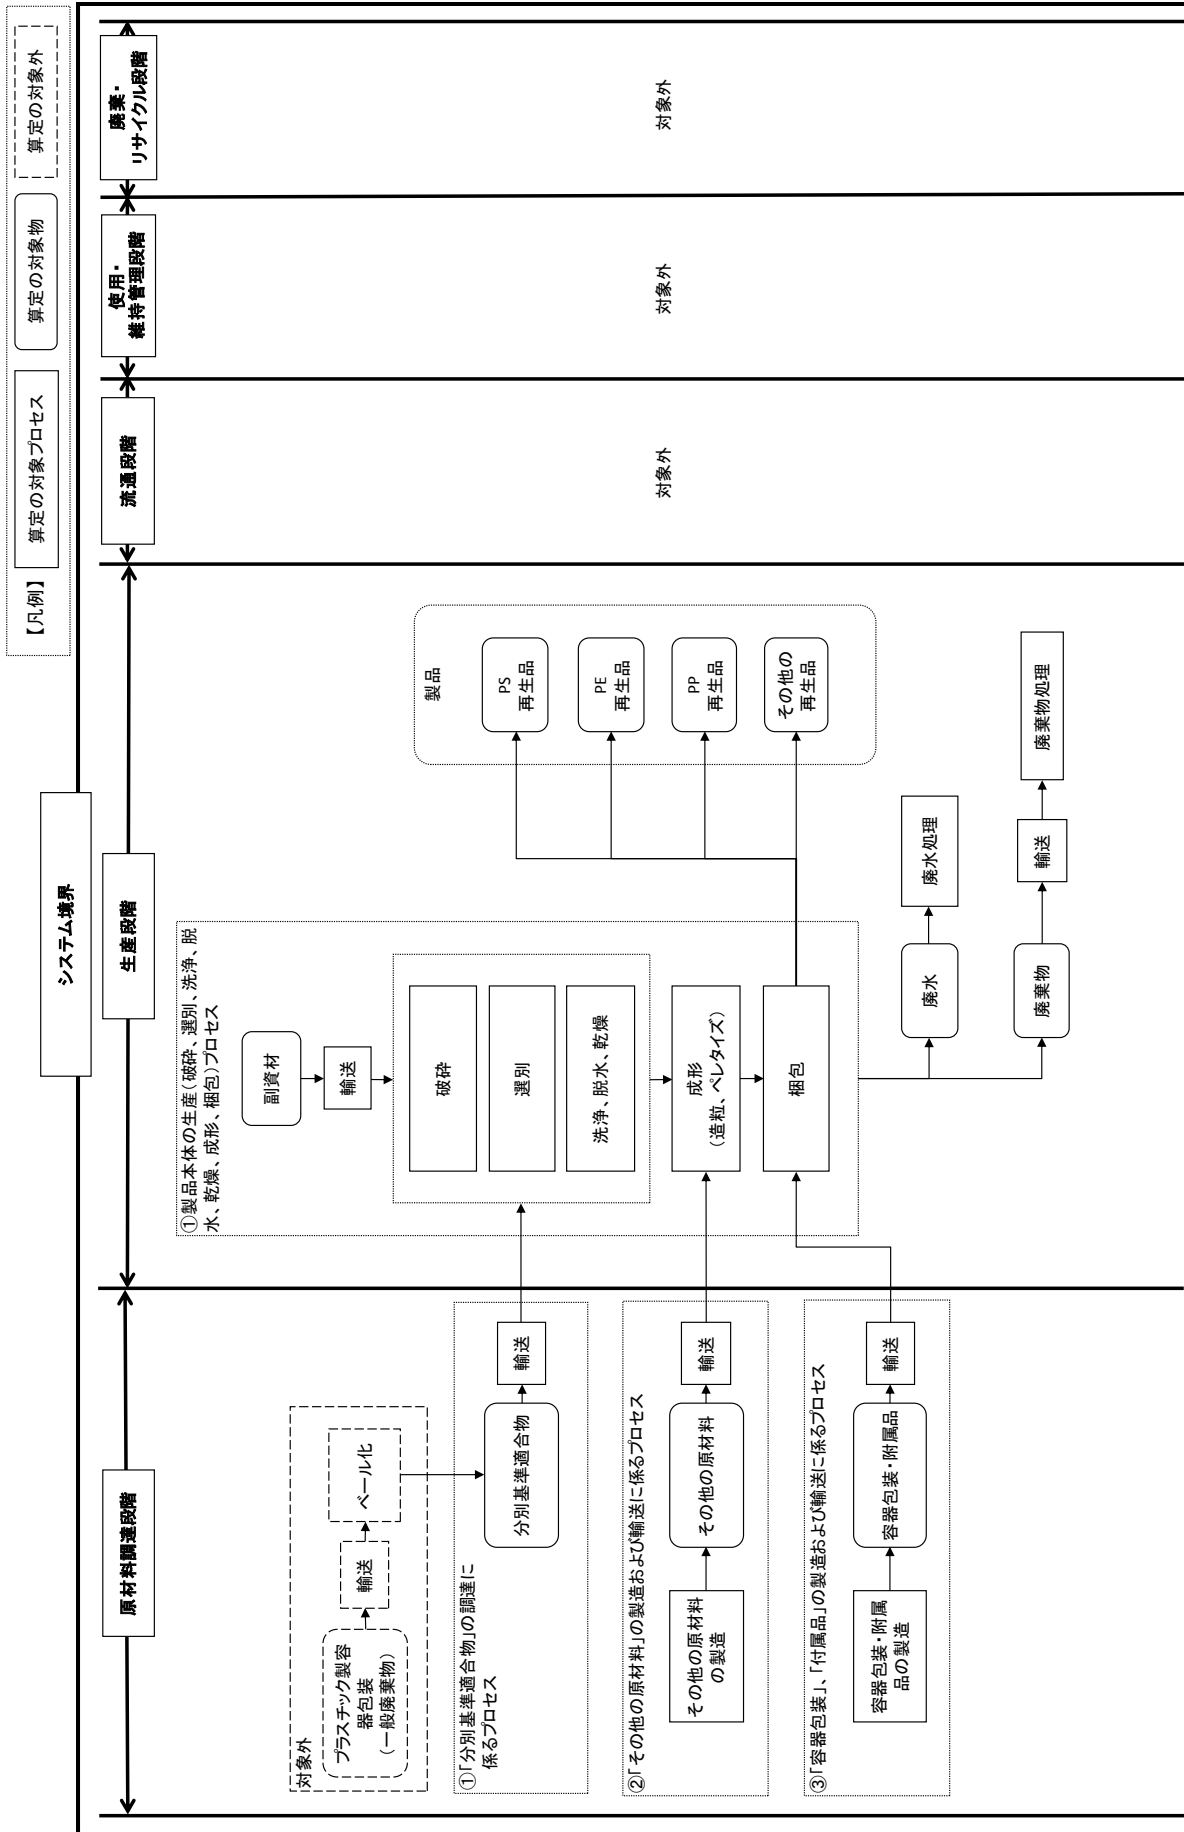 【凡例】
算定の対象プロセス
算定の対象物
算定の対象外
システム境界
原材料調達段階
生産段階
流通段階
使用・
維持管理段階
廃棄・
リサイクル段階
対象外
プラスチック製容
器包装
(一般廃棄物)
輸送
ベール化
①「分別基準適合物」の調達に
係るプロセス
分別基準適合物
輸送
②「その他の原材料」の製造および輸送に係るプロセス
その他の原材料
の製造
その他の原材料
輸送
③「容器包装」、「付属品」の製造および輸送に係るプロセス
容器包装・附属
品の製造
容器包装・附属品
輸送
①製品本体の生産(破砕、選別、洗浄、脱
水、乾燥、成形、梱包)プロセス
副資材
輸送
破砕
選別
洗浄、脱水、乾燥
成形
(造粒、ペレタイズ)
梱包
製品
PS
再生品
PE
再生品
PP
再生品
その他の
再生品
廃水
廃水処理
廃棄物
輸送
廃棄物処理
対象外
対象外
対象外